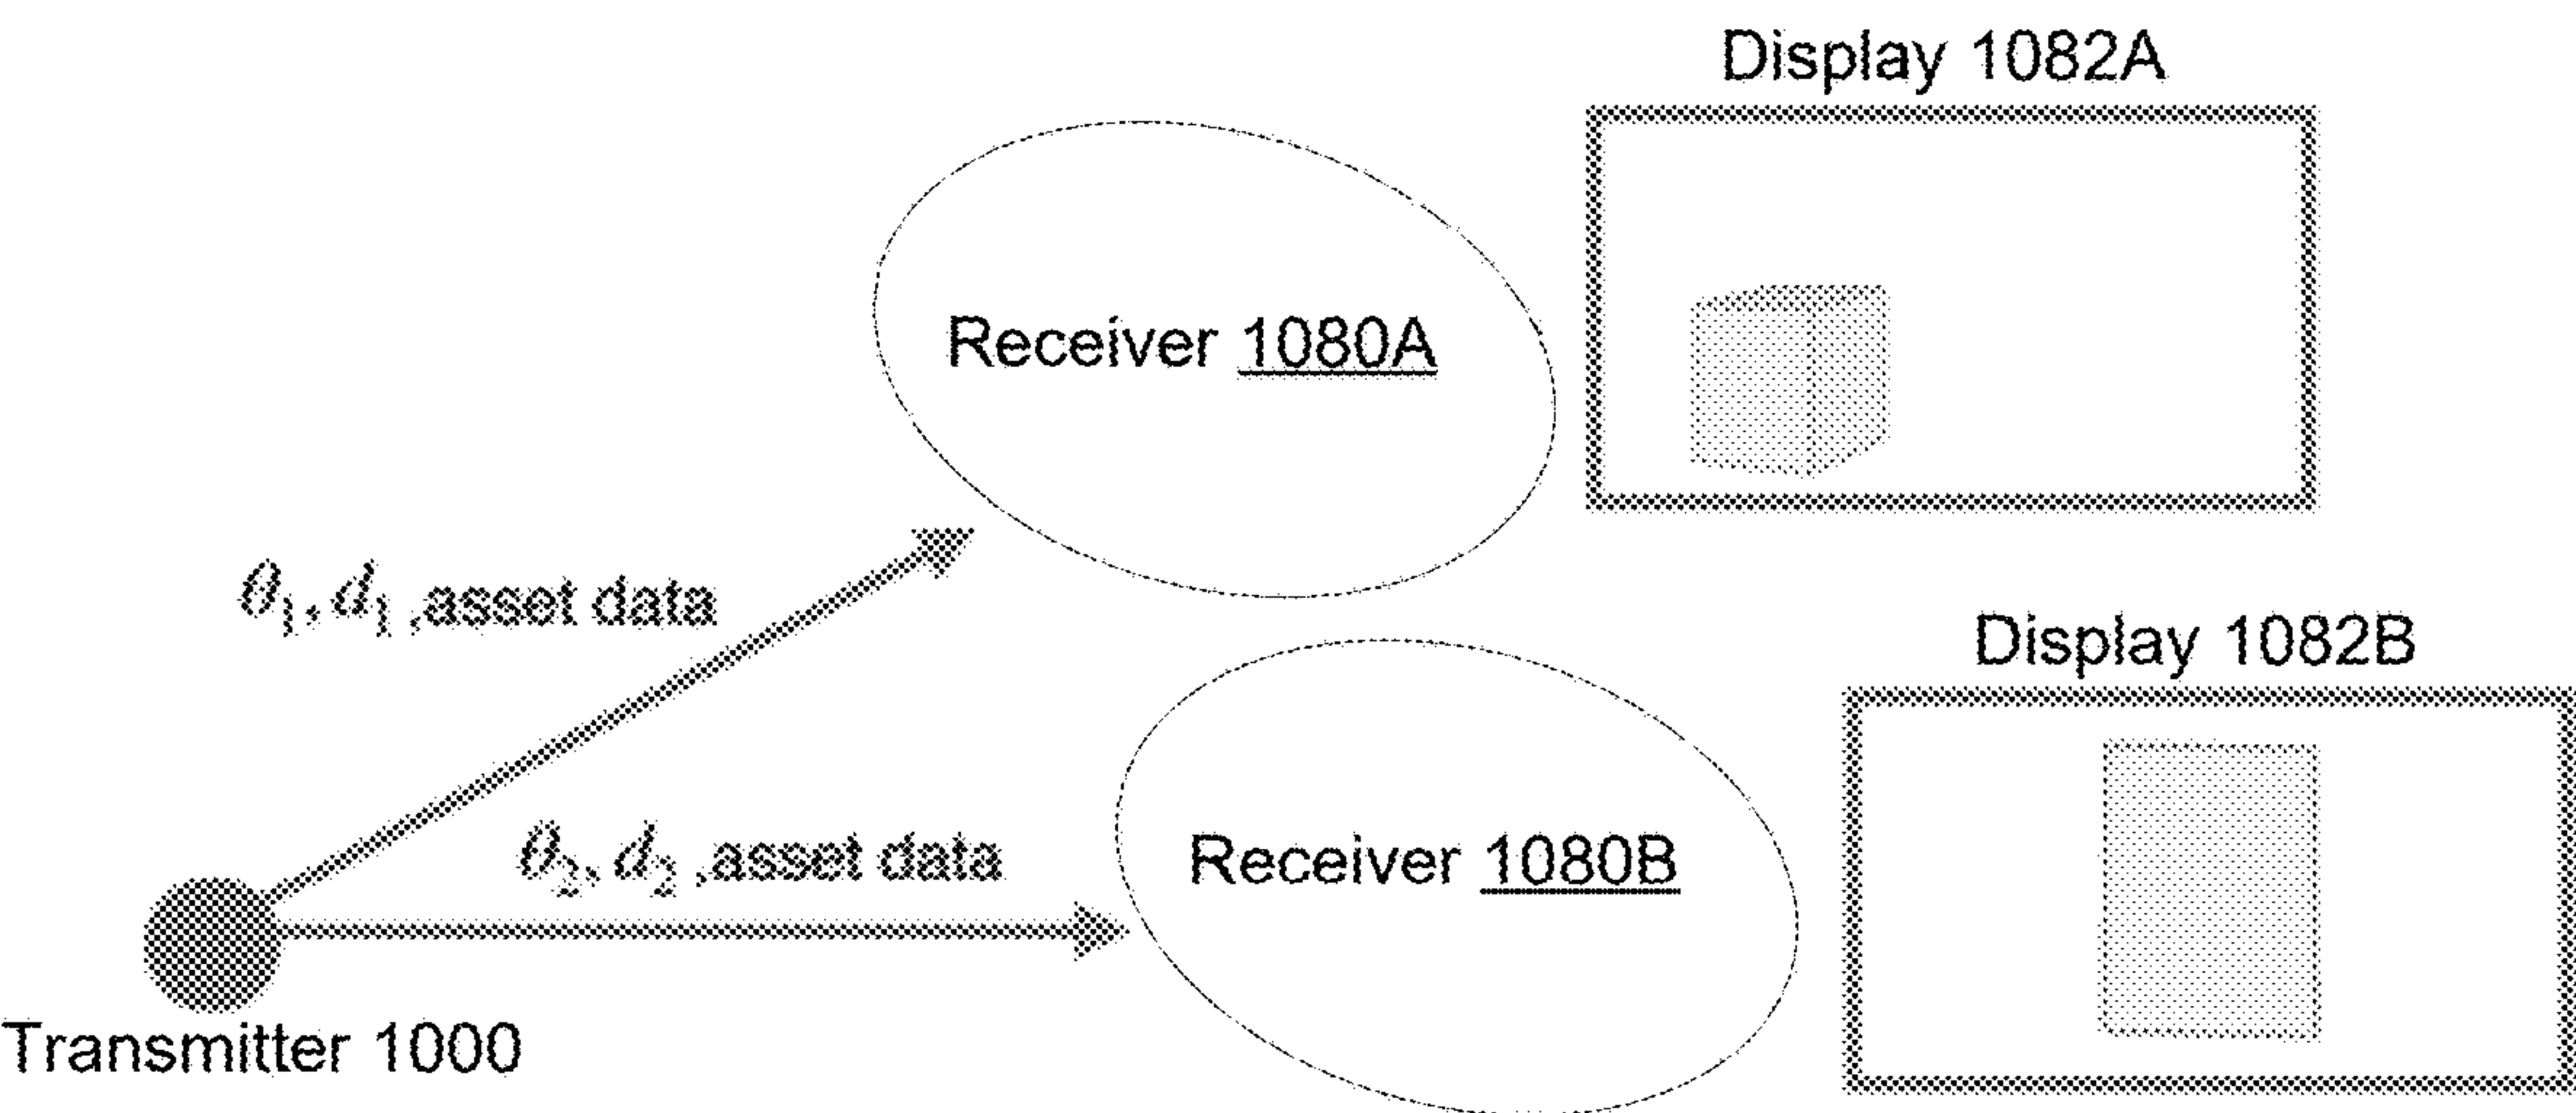 Display 1082A
Receiver 1080A
θ₁, d₁ ,asset data
Display 1082B
θ₂, d₂ ,asset data
Receiver 1080B
Transmitter 1000